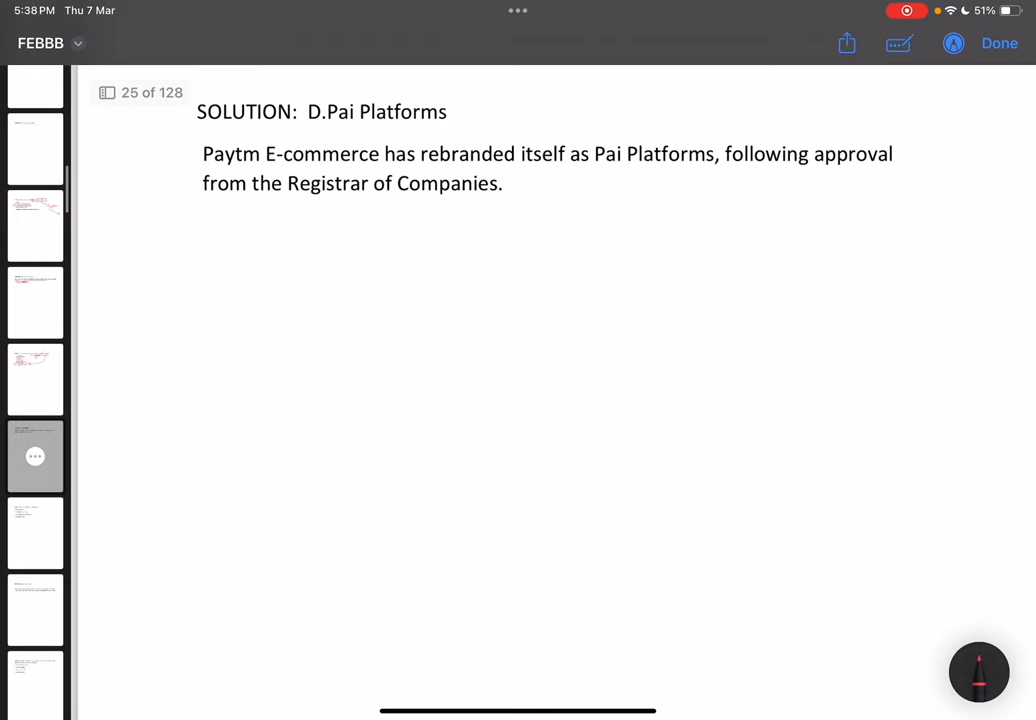 5:38 PM Thu 7 Mar
51%
FEBBB
Done
25 of 128
SOLUTION: D.Pai Platforms
Paytm E-commerce has rebranded itself as Pai Platforms, following approval
from the Registrar of Companies.